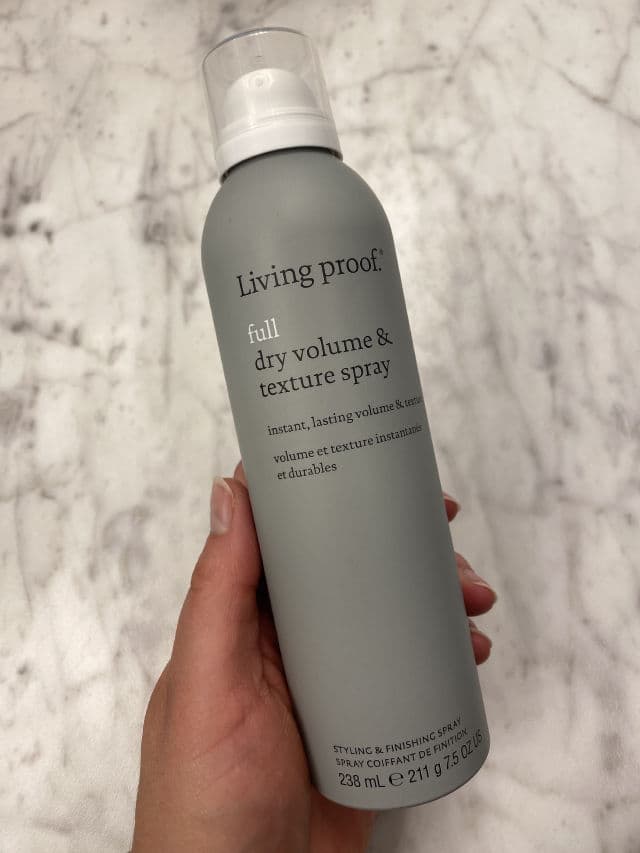 Living proof.®
full
dry volume &
texture spray
instant, lasting volume &
volume et texture instantanés
et durables
STYLING & FINISHING SPRAY
SPRAY COIFFANT DE FINITION
238 mL ℮ 211 g 7.5 OZ US